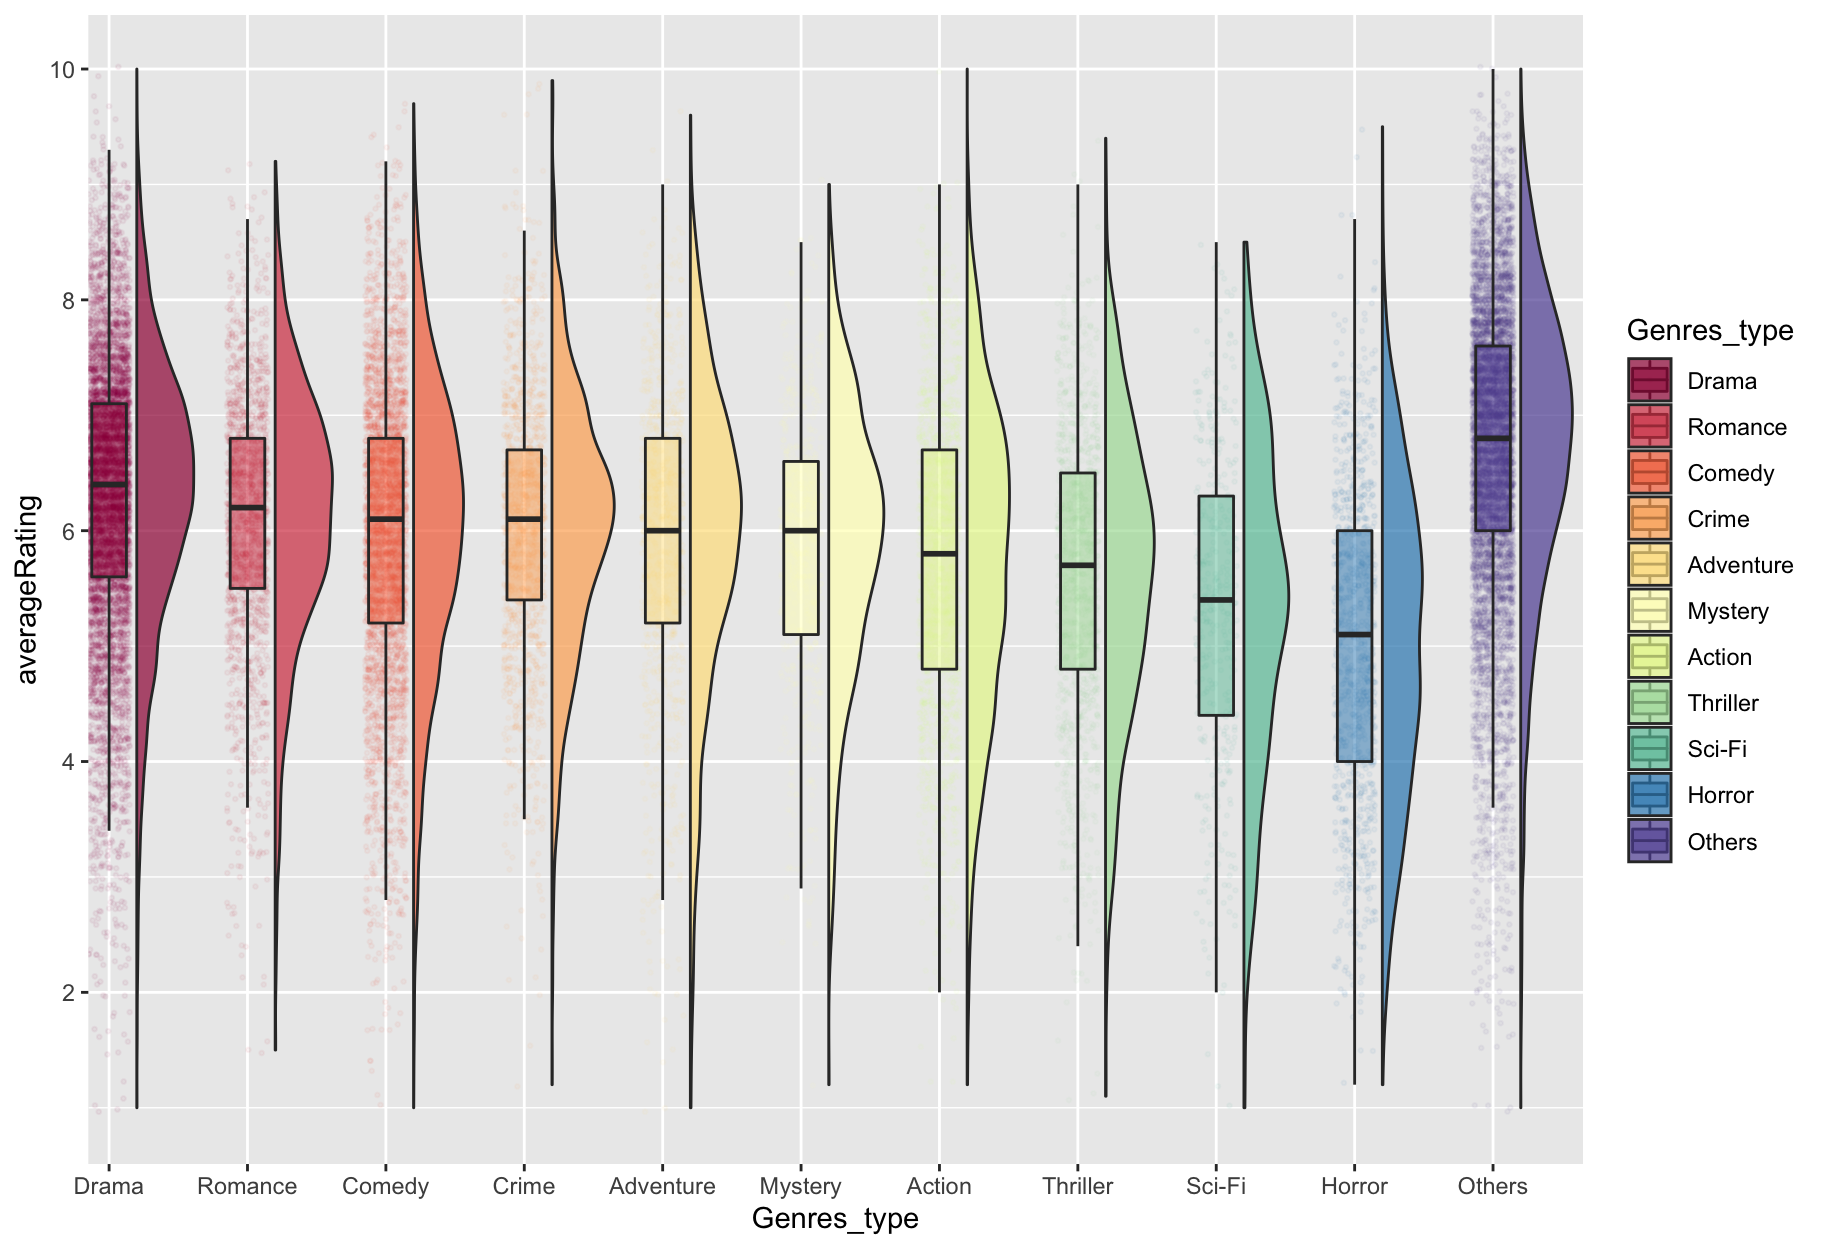 averageRating
10
8
6
4
2
Drama
Romance
Comedy
Crime
Adventure
Mystery
Action
Thriller
Sci-Fi
Horror
Others
Genres_type
Genres_type
Drama
Romance
Comedy
Crime
Adventure
Mystery
Action
Thriller
Sci-Fi
Horror
Others